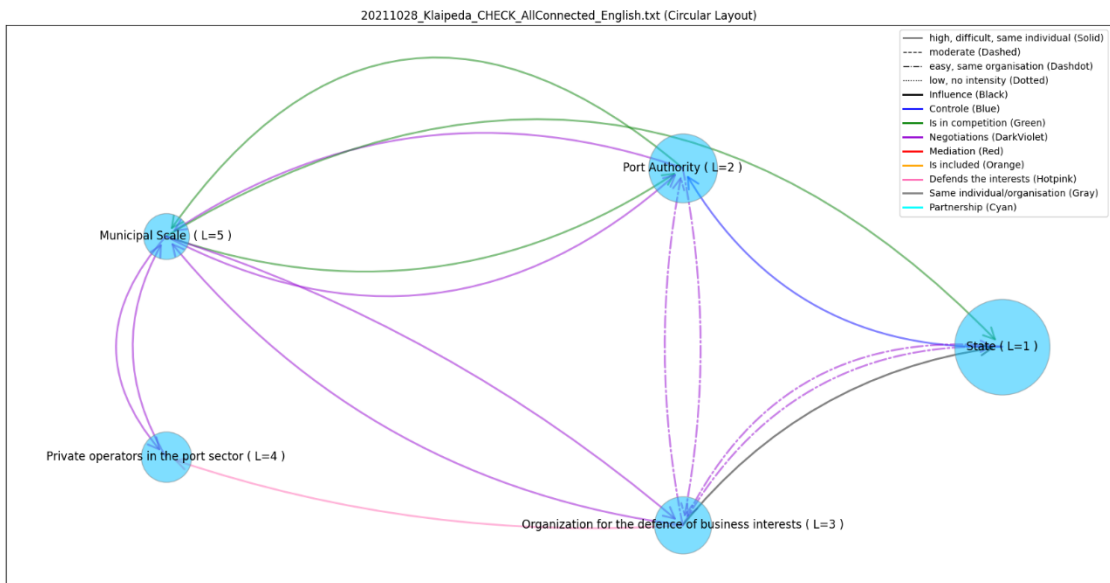 20211028_Klaipeda_CHECK_AllConnected_English.txt (Circular Layout)
high, difficult, same individual (Solid)
moderate (Dashed)
easy, same organisation (Dashdot)
low, no intensity (Dotted)
Influence (Black)
Controle (Blue)
Is in competition (Green)
Negotiations (DarkViolet)
Mediation (Red)
Is included (Orange)
Defends the interests (Hotpink)
Same individual/organisation (Gray)
Partnership (Cyan)
Port Authority ( L=2 )
Municipal Scale  ( L=5 )
State ( L=1 )
Private operators in the port sector ( L=4 )
Organization for the defence of business interests ( L=3 )